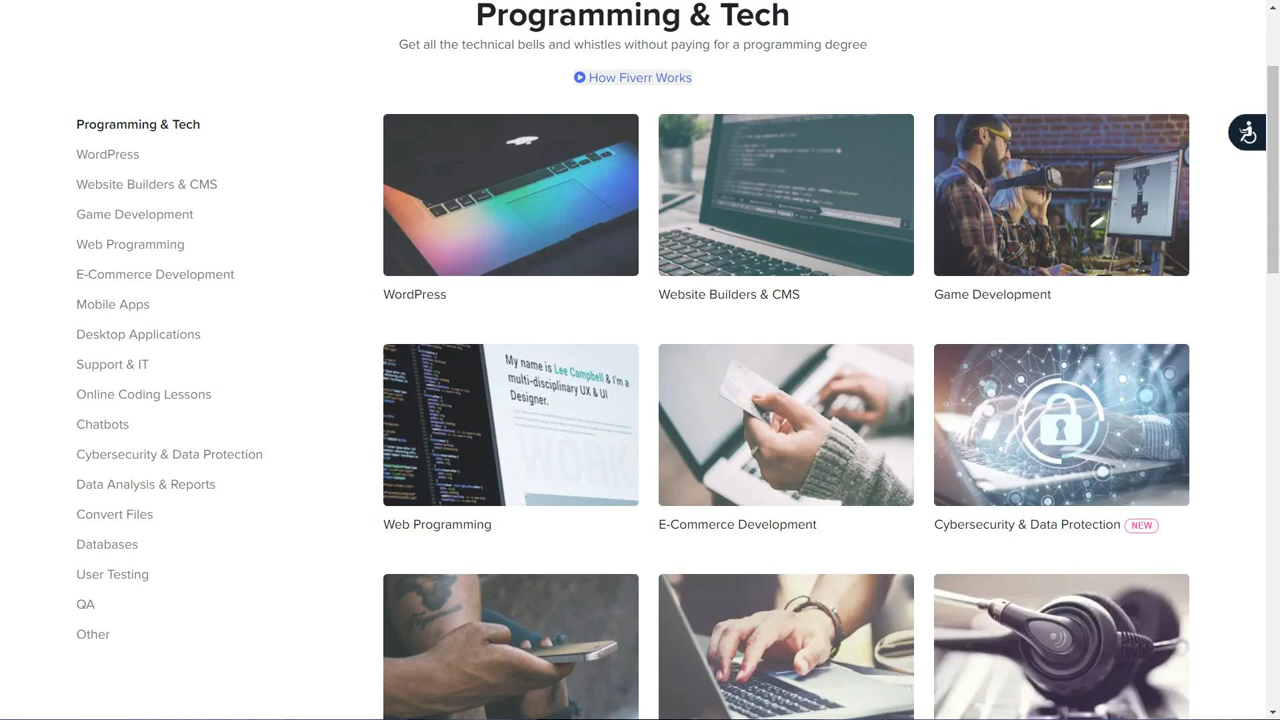 Programming & Tech
Get all the technical bells and whistles without paying for a programming degree
How Fiverr Works
Programming & Tech
WordPress
Website Builders & CMS
Game Development
Web Programming
E-Commerce Development
Mobile Apps
Desktop Applications
Support & IT
Online Coding Lessons
Chatbots
Cybersecurity & Data Protection
Data Analysis & Reports
Convert Files
Databases
User Testing
QA
Other
WordPress
Website Builders & CMS
Game Development
My name is Lee Campbell & I'm a
multi-disciplinary UX & UI
Designer.
Web Programming
E-Commerce Development
Cybersecurity & Data Protection NEW